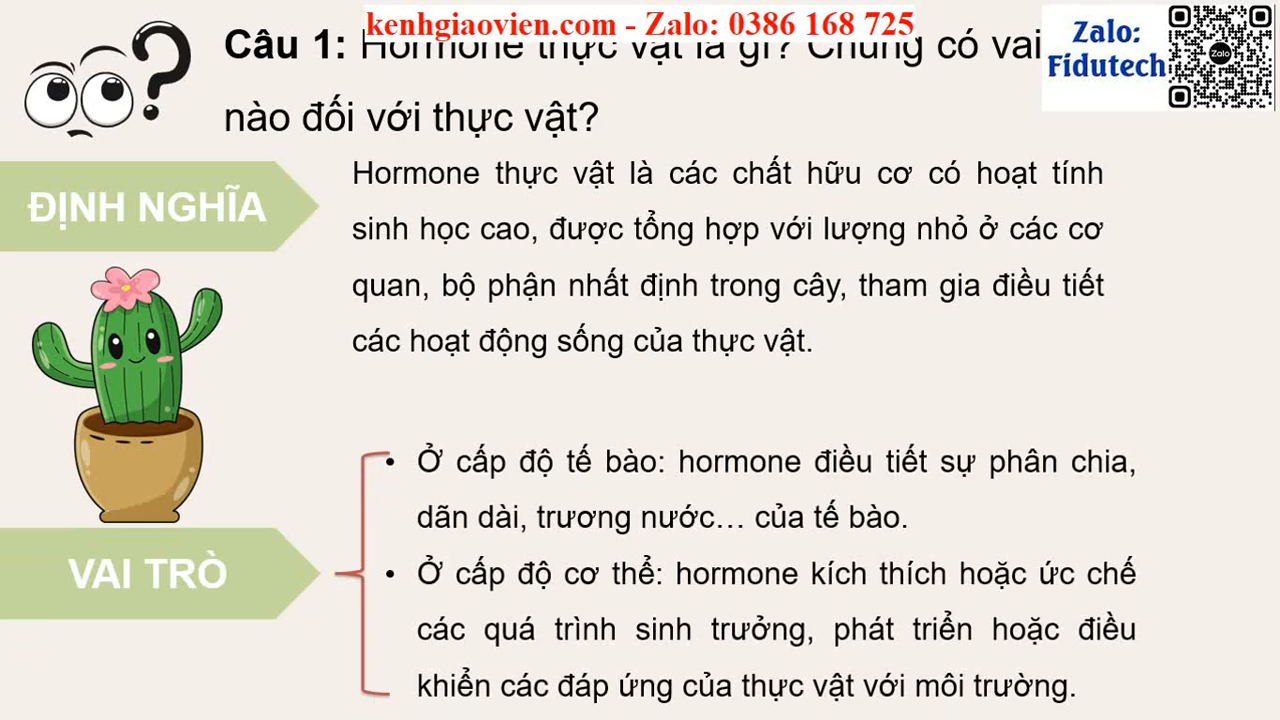 kenhgiaovien.com - Zalo: 0386 168 725
Zalo:
Fidutech
Zalo
Câu 1: Hormone thực vật là gì? Chúng có vai
nào đối với thực vật?
ĐỊNH NGHĨA
Hormone thực vật là các chất hữu cơ có hoạt tính
sinh học cao, được tổng hợp với lượng nhỏ ở các cơ
quan, bộ phận nhất định trong cây, tham gia điều tiết
các hoạt động sống của thực vật.
VAI TRÒ
• Ở cấp độ tế bào: hormone điều tiết sự phân chia,
dãn dài, trương nước… của tế bào.
• Ở cấp độ cơ thể: hormone kích thích hoặc ức chế
các quá trình sinh trưởng, phát triển hoặc điều
khiển các đáp ứng của thực vật với môi trường.